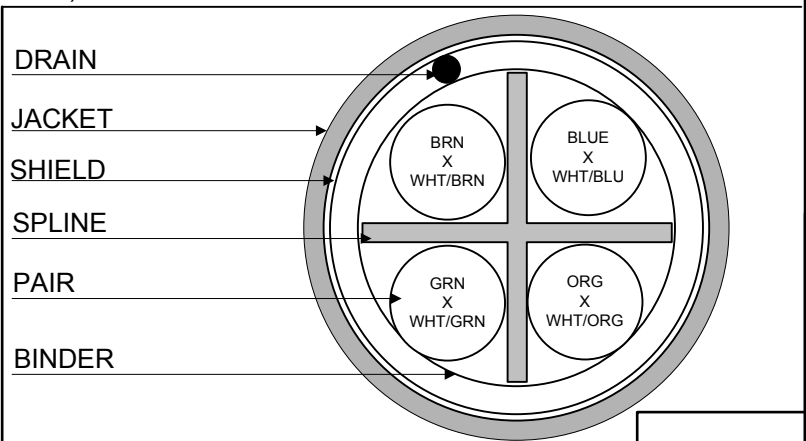 DRAIN
JACKET
SHIELD
SPLINE
PAIR
BINDER
BRN
X
WHT/BRN
BLUE
X
WHT/BLU
GRN
X
WHT/GRN
ORG
X
WHT/ORG